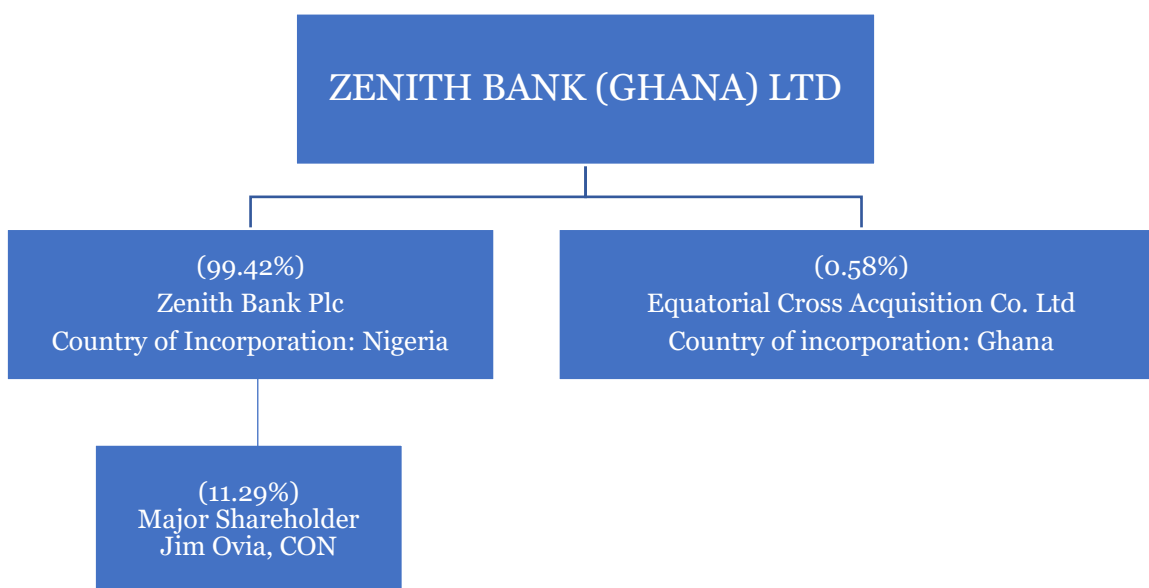 ZENITH BANK (GHANA) LTD
(99.42%)
Zenith Bank Plc
Country of Incorporation: Nigeria
(0.58%)
Equatorial Cross Acquisition Co. Ltd
Country of incorporation: Ghana
(11.29%)
Major Shareholder
Jim Ovia, CON